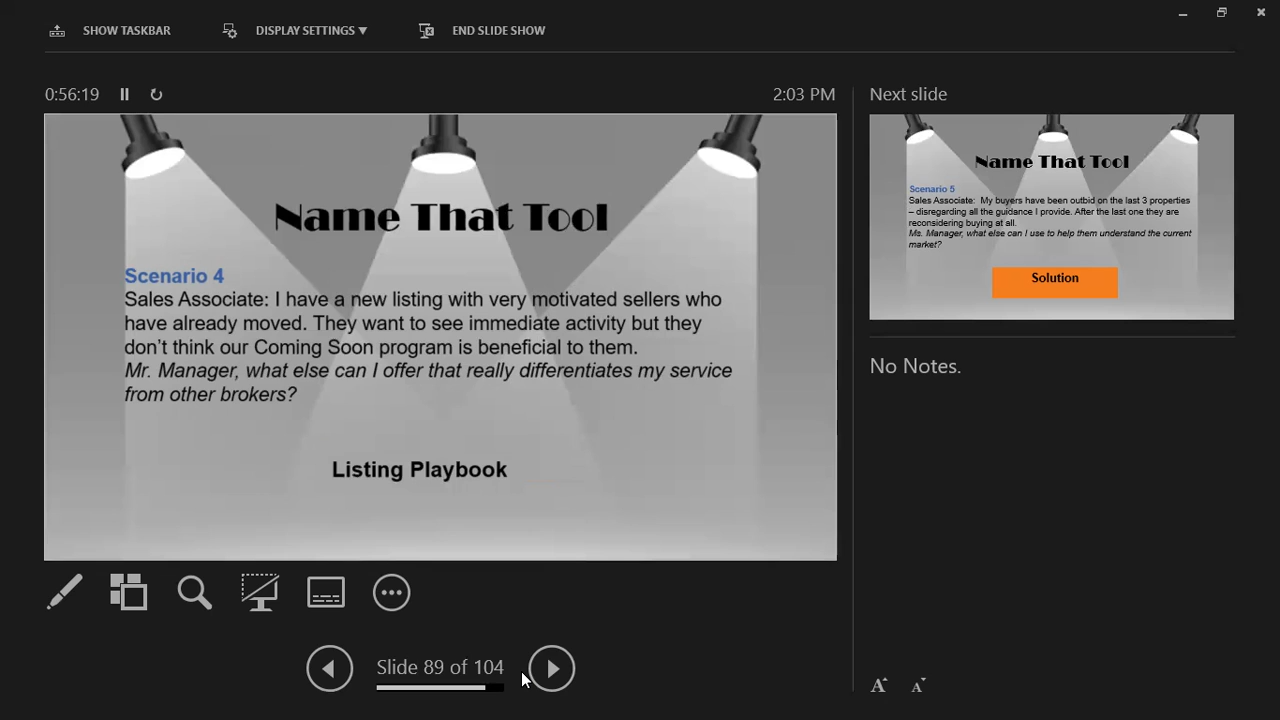 SHOW TASKBAR
DISPLAY SETTINGS ▼
END SLIDE SHOW
0:56:19
2:03 PM
Name That Tool
Scenario 4
Sales Associate: I have a new listing with very motivated sellers who
have already moved. They want to see immediate activity but they
don’t think our Coming Soon program is beneficial to them.
Mr. Manager, what else can I offer that really differentiates my service
from other brokers?
Listing Playbook
Slide 89 of 104
Next slide
Name That Tool
Scenario 5
Sales Associate: My buyers have been outbid on the last 3 properties
– disregarding all the guidance I provide. After the last one they are
reconsidering buying at all.
Ms. Manager, what else can I use to help them understand the current
market?
Solution
No Notes.
A A